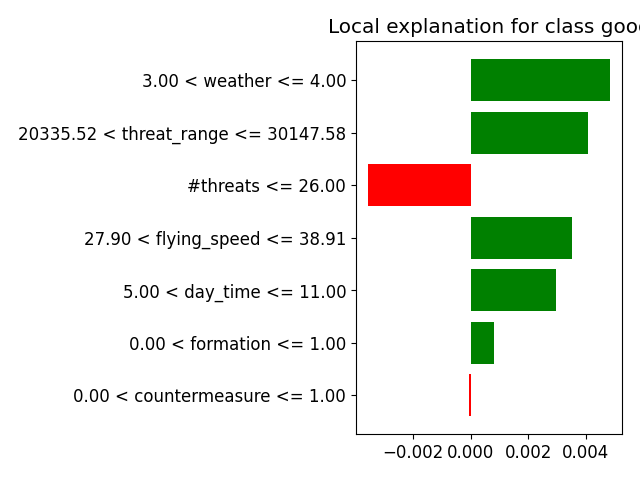 Local explanation for class goo
3.00 < weather <= 4.00
20335.52 < threat_range <= 30147.58
#threats <= 26.00
27.90 < flying_speed <= 38.91
5.00 < day_time <= 11.00
0.00 < formation <= 1.00
0.00 < countermeasure <= 1.00
−0.002 0.000 0.002 0.004